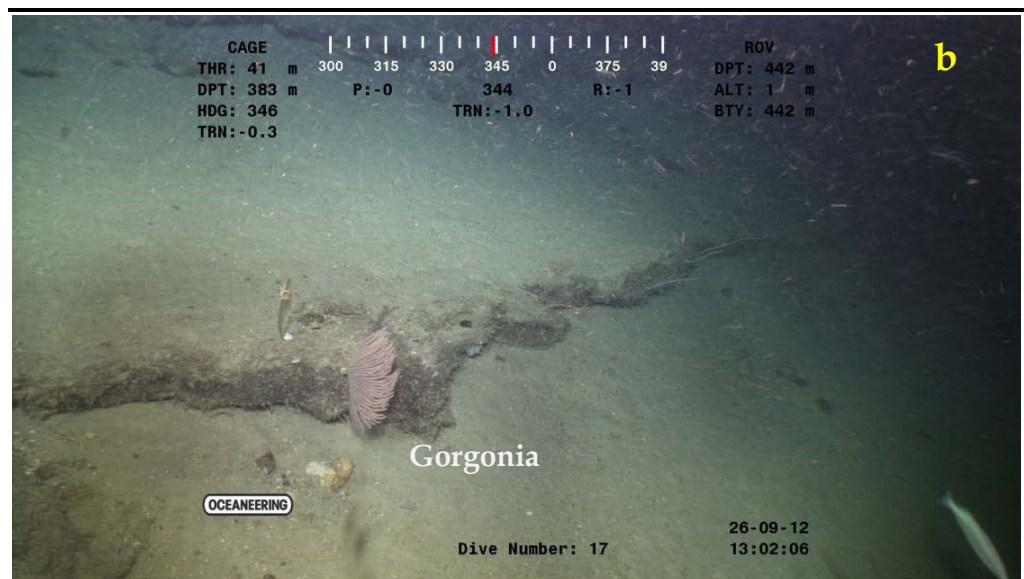 CAGE
THR: 41 m
DPT: 383 m
HDG: 346
TRN:-0.3
300 315 330 345 0 375 39
P:-0 344 R:-1
TRN:-1.0
ROV
DPT: 442 m
ALT: 1 m
BTY: 442 m
b
Gorgonia
OCEANEERING
Dive Number: 17
26-09-12
13:02:06